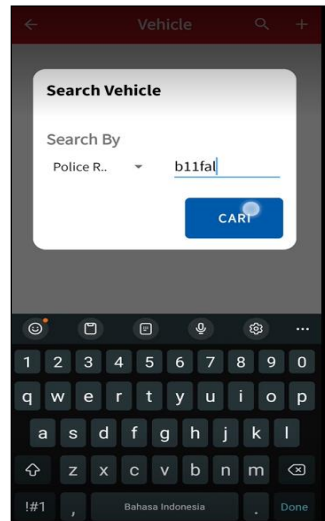 Vehicle
Search Vehicle
Search By
Police R.. b11fal
CARI
1 2 3 4 5 6 7 8 9 0
q w e r t y u i o p
a s d f g h j k l
z x c v b n m
!#1 , Bahasa Indonesia . Done